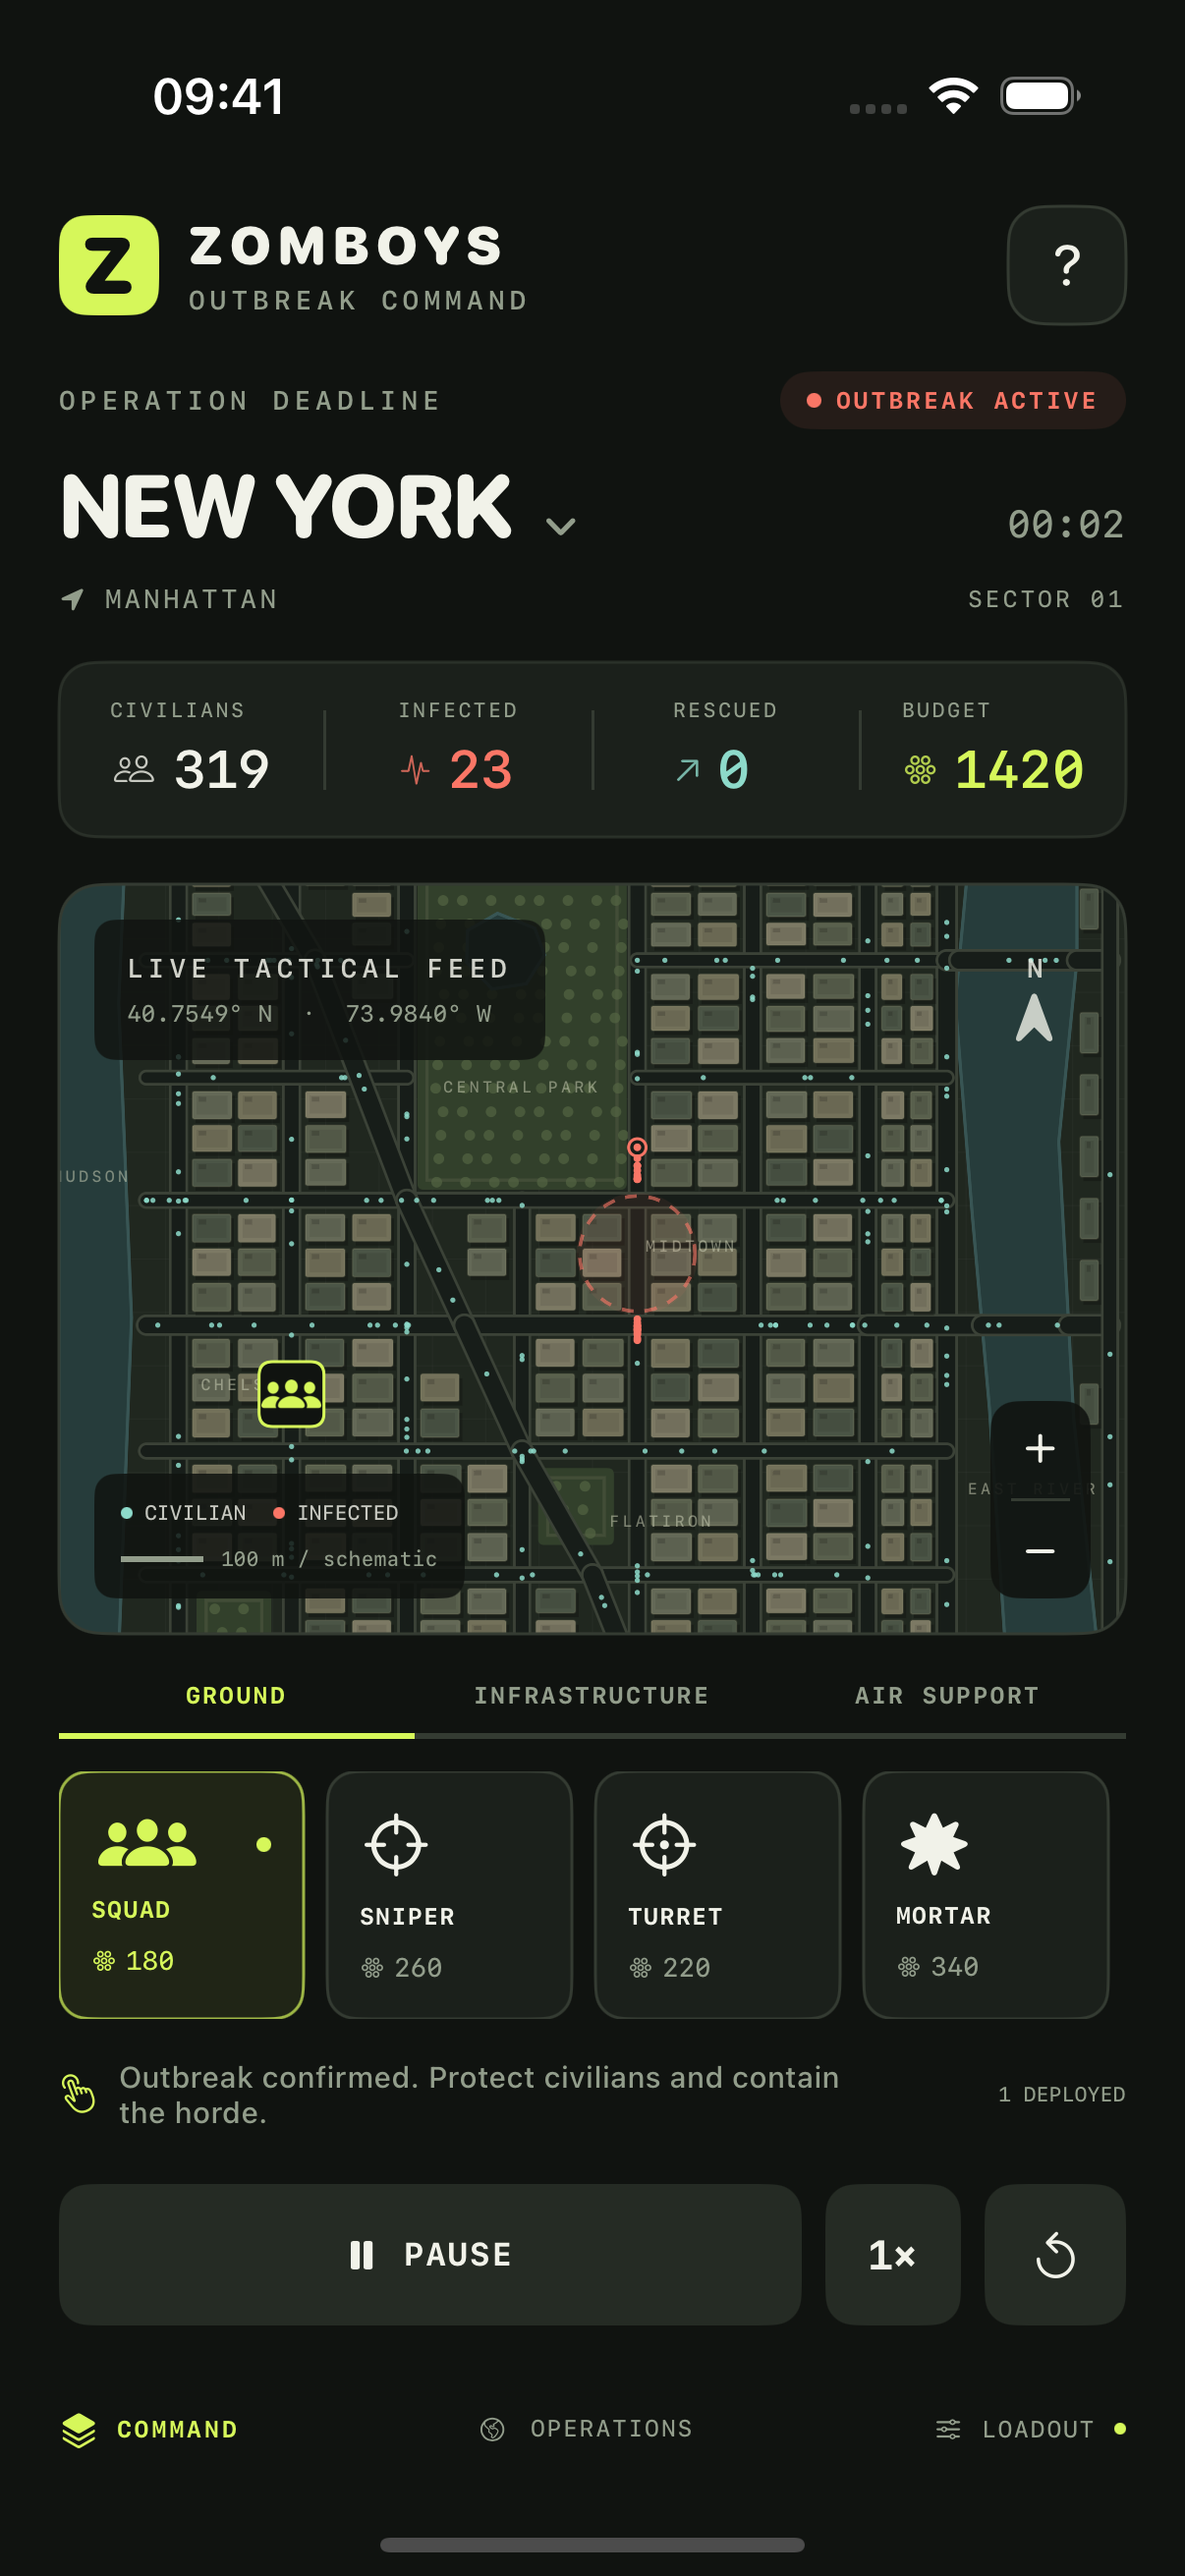 09:41
Z
ZOMBOYS
OUTBREAK COMMAND
?
OPERATION DEADLINE
OUTBREAK ACTIVE
NEW YORK
00:02
MANHATTAN
SECTOR 01
CIVILIANS
INFECTED
RESCUED
BUDGET
319
23
0
1420
LIVE TACTICAL FEED
40.7549° N · 73.9840° W
N
CENTRAL PARK
UDSON
MIDTOWN
CHELS
EAST RIVER
FLATIRON
CIVILIAN
INFECTED
100 m / schematic
+
−
GROUND
INFRASTRUCTURE
AIR SUPPORT
SQUAD
180
SNIPER
260
TURRET
220
MORTAR
340
Outbreak confirmed. Protect civilians and contain
the horde.
1 DEPLOYED
PAUSE
1×
COMMAND
OPERATIONS
LOADOUT